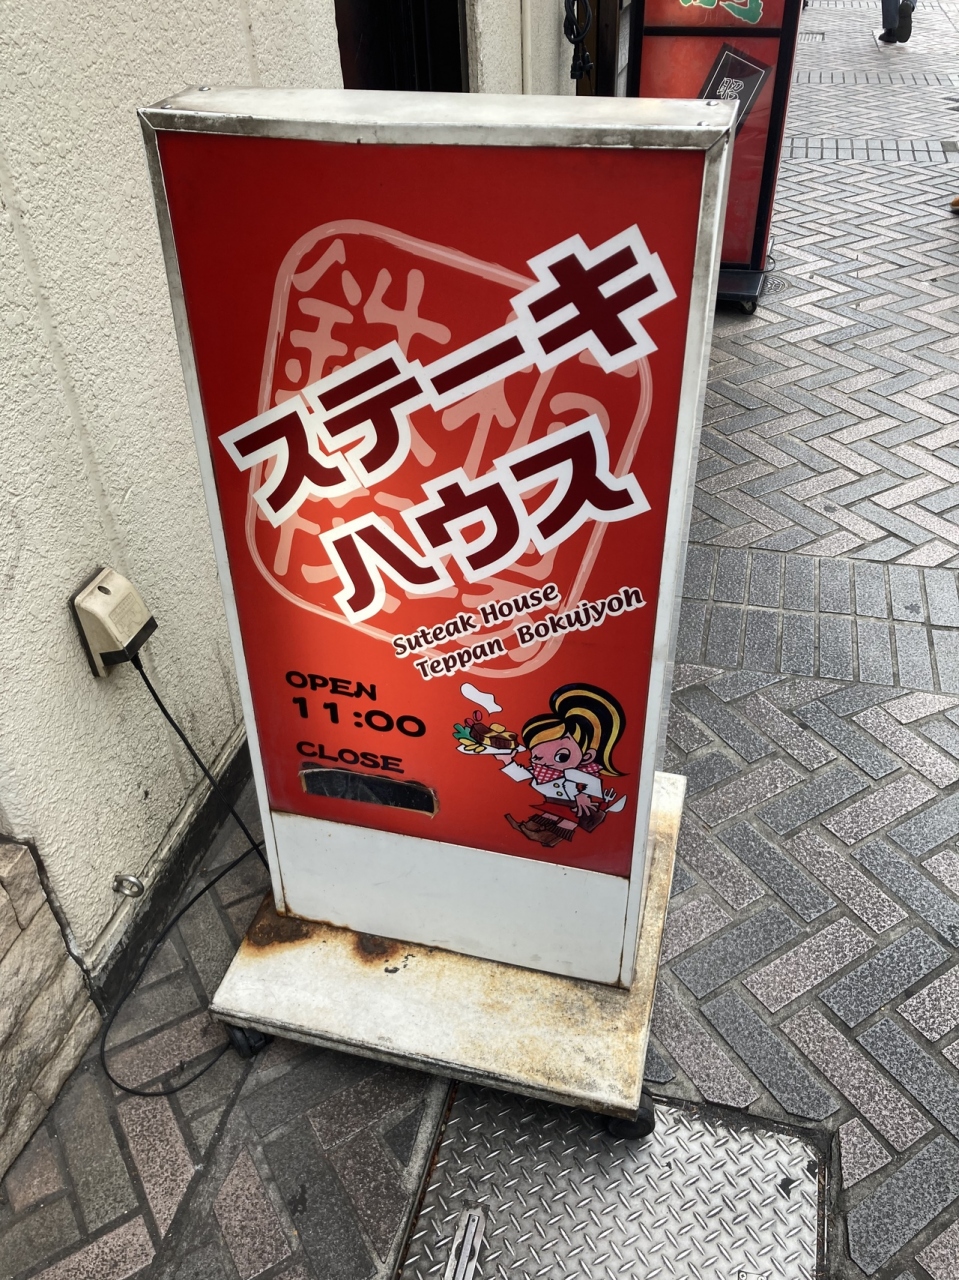 ステーキ
ハウス
Suteak House
Teppan Bokujyoh
OPEN
11:00
CLOSE